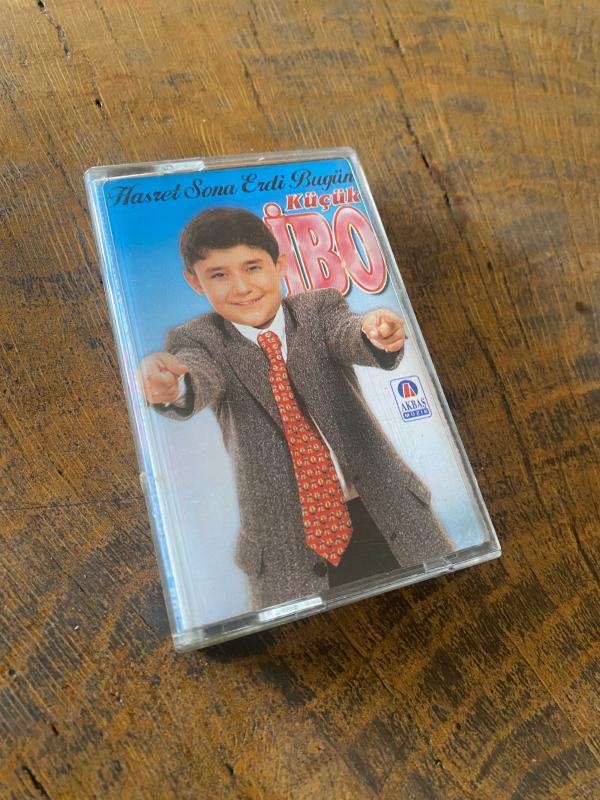 Hasret Sona Erdi Bugün
Küçük
İBO
AKBAŞ
MÜZİK